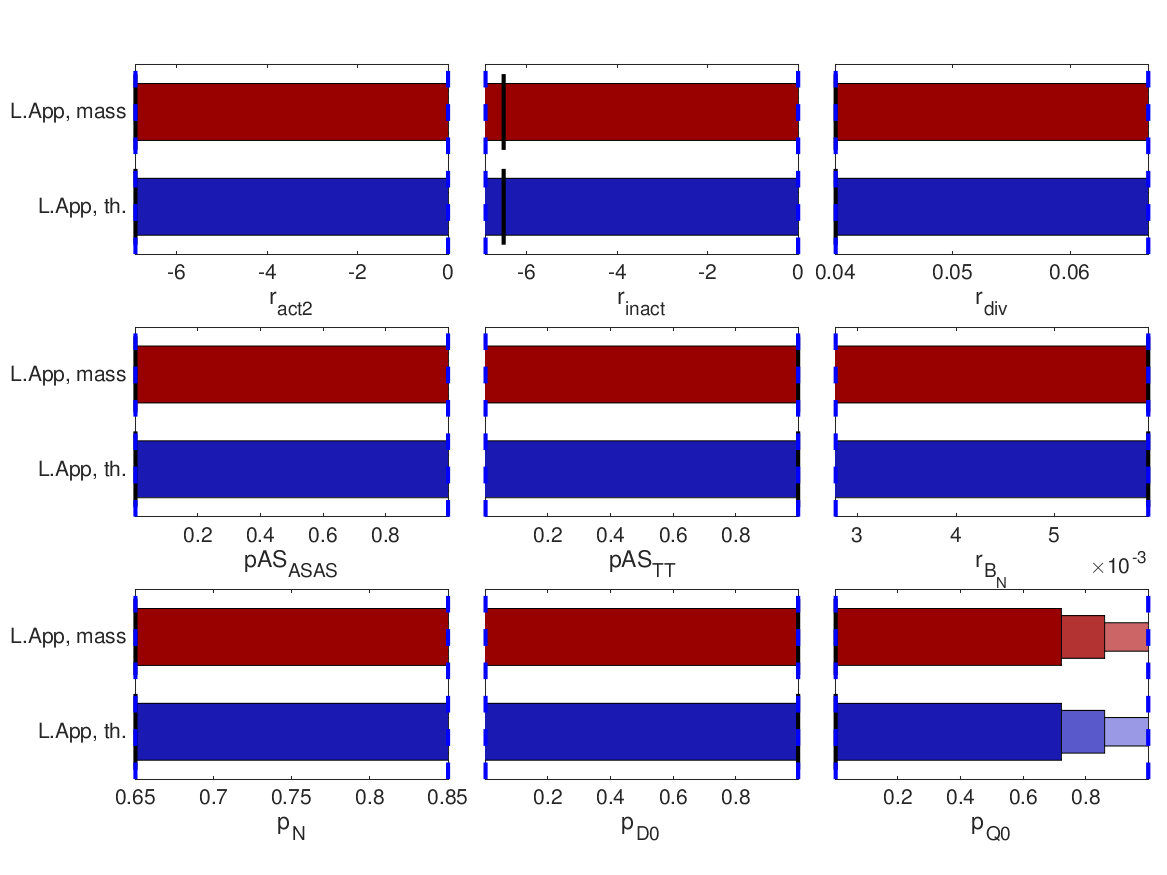 L.App, mass
L.App, th.
-6 -4 -2 0
r_act2
-6 -4 -2 0
r_inact
0.04 0.05 0.06
r_div
L.App, mass
L.App, th.
0.2 0.4 0.6 0.8
pAS_ASAS
0.2 0.4 0.6 0.8
pAS_TT
3 4 5
×10^-3
r_B_N
L.App, mass
L.App, th.
0.65 0.7 0.75 0.8 0.85
p_N
0.2 0.4 0.6 0.8
p_D0
0.2 0.4 0.6 0.8
p_Q0